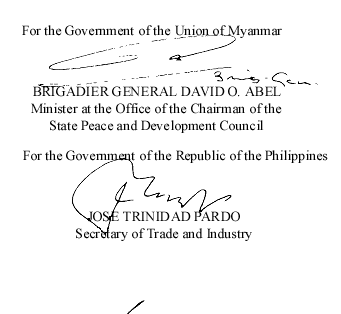 For the Government of the Union of Myanmar
Brig. Gen.
BRIGADIER GENERAL DAVID O. ABEL
Minister at the Office of the Chairman of the
State Peace and Development Council
For the Government of the Republic of the Philippines
JOSE TRINIDAD PARDO
Secretary of Trade and Industry